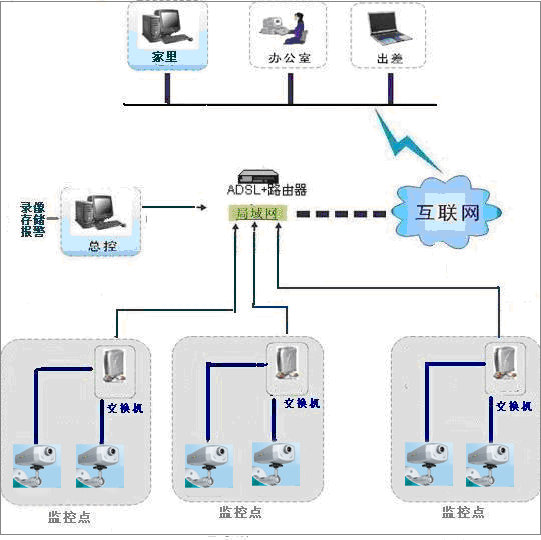 家里
办公室
出差
ADSL+路由器
局域网
互联网
录像
存储
报警
总控
交换机
交换机
交换机
监控点
监控点
监控点